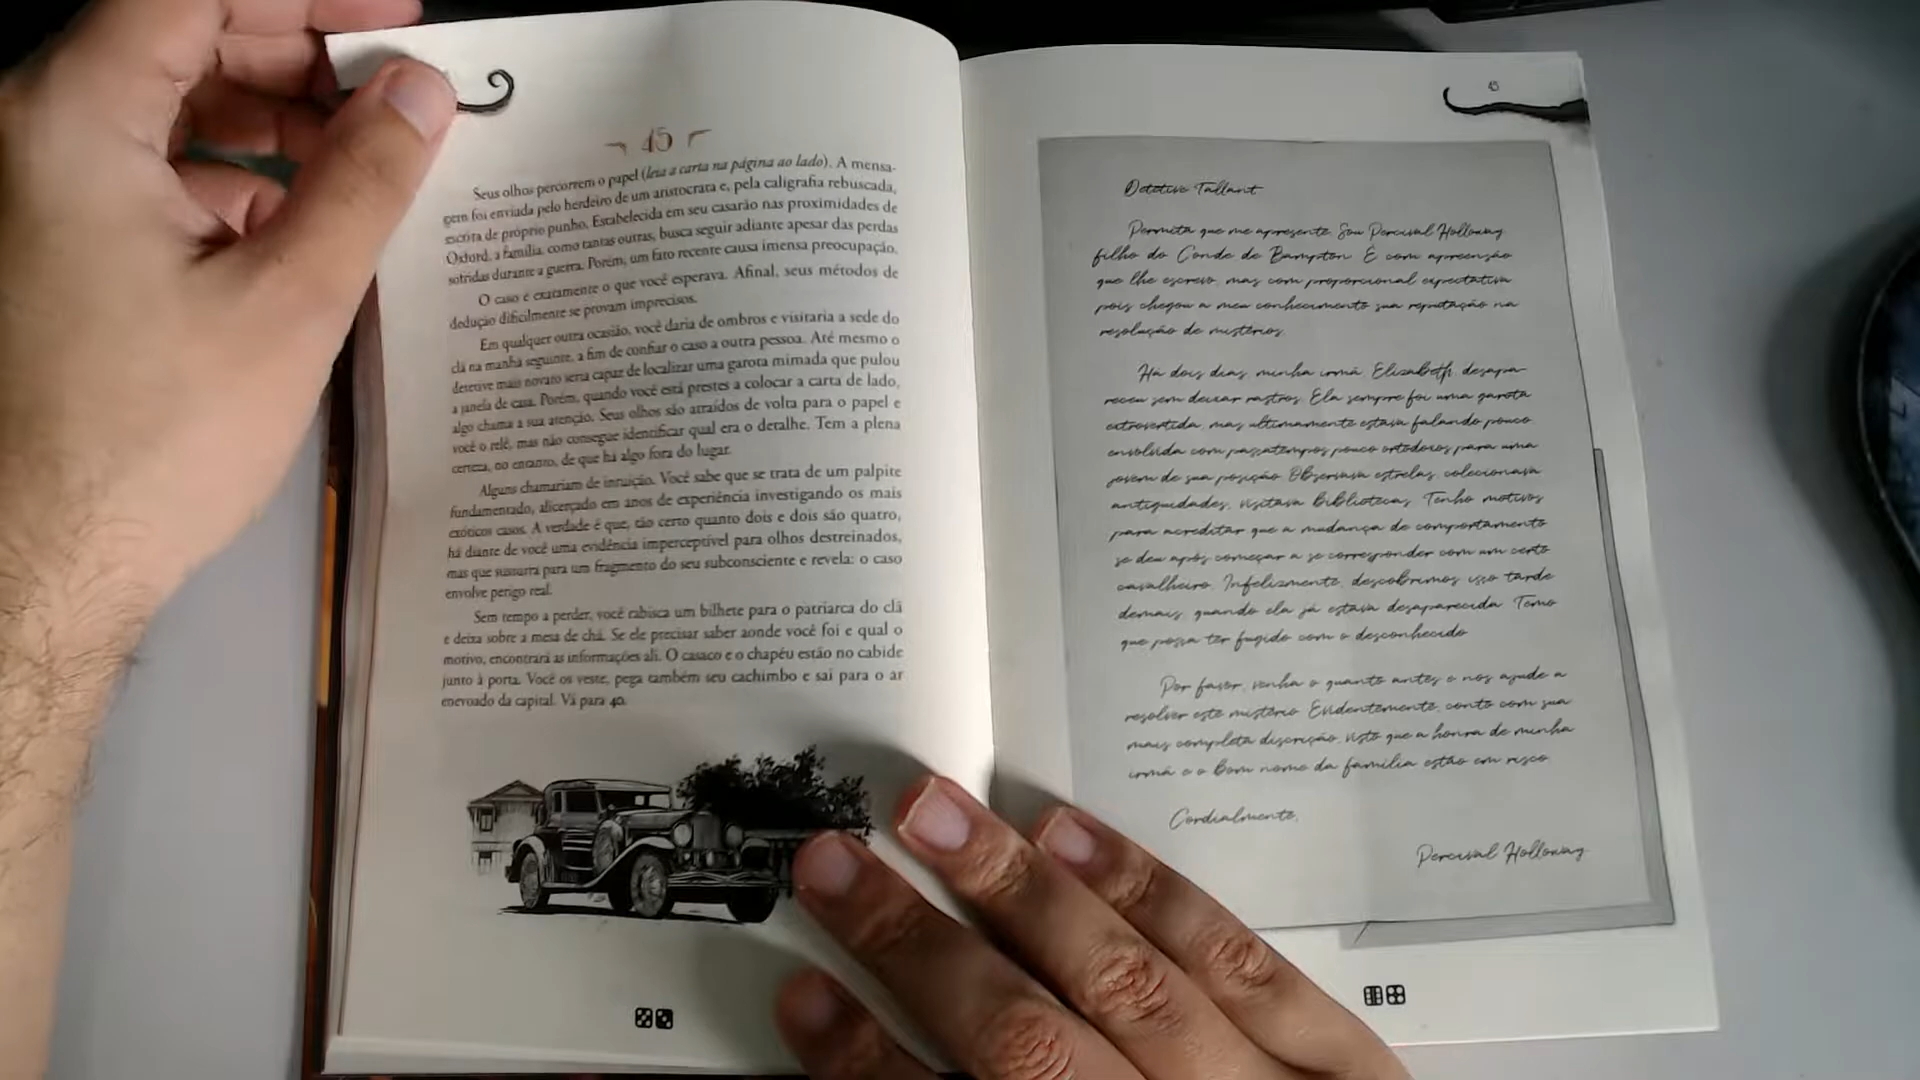 45
Seus olhos percorrem o papel (leia a carta na página ao lado). A mensa-
gem foi enviada pelo herdeiro de um aristocrata e, pela caligrafia rebuscada,
escrita de próprio punho. Estabelecida em seu casarão nas proximidades de
Oxford, a família, como tantas outras, busca seguir adiante apesar das perdas
sofridas durante a guerra. Porém, um fato recente causa imensa preocupação.
O caso é exatamente o que você esperava. Afinal, seus métodos de
dedução dificilmente se provam imprecisos.
Em qualquer outra ocasião, você daria de ombros e visitaria a sede do
clã na manhã seguinte, a fim de confiar o caso a outra pessoa. Até mesmo o
detetive mais novato seria capaz de localizar uma garota mimada que pulou
a janela de casa. Porém, quando você está prestes a colocar a carta de lado,
algo chama a sua atenção. Seus olhos são atraídos de volta para o papel e
você o relê, mas não consegue identificar qual era o detalhe. Tem a plena
certeza, no entanto, de que há algo fora do lugar.
Alguns chamariam de intuição. Você sabe que se trata de um palpite
fundamentado, alicerçado em anos de experiência investigando os mais
exóticos casos. A verdade é que, tão certo quanto dois e dois são quatro,
há diante de você uma evidência imperceptível para olhos destreinados,
mas que sussurra para um fragmento do seu subconsciente e revela: o caso
envolve perigo real.
Sem tempo a perder, você rabisca um bilhete para o patriarca do clã
e deixa sobre a mesa de chá. Se ele precisar saber aonde você foi e qual o
motivo, encontrará as informações ali. O casaco e o chapéu estão no cabide
junto à porta. Você os veste, pega também seu cachimbo e sai para o ar
enevoado da capital. Vá para 40.
45
Detetive Tallant
Permita que me apresente. Sou Percival Holloway
filho do Conde de Bampton. É com apreensão
que lhe escrevo, mas com proporcional expectativa
pois chegou a meu conhecimento sua reputação na
resolução de mistérios.
Há dois dias, minha irmã, Elizabeth, desapa-
receu sem deixar rastros. Ela sempre foi uma garota
extrovertida, mas ultimamente estava falando pouco
envolvida com passatempos pouco ortodoxos para uma
jovem de sua posição. Observava estrelas, colecionava
antiguidades, visitava bibliotecas. Tenho motivos
para acreditar que a mudança de comportamento
se deu após começar a se corresponder com um certo
cavalheiro. Infelizmente, descobrimos isso tarde
demais, quando ela já estava desaparecida. Temo
que possa ter fugido com o desconhecido.
Por favor, venha o quanto antes e nos ajude a
resolver este mistério. Evidentemente, conto com sua
mais completa discrição, visto que a honra de minha
irmã e o bom nome da família estão em risco.
Cordialmente,
Percival Holloway